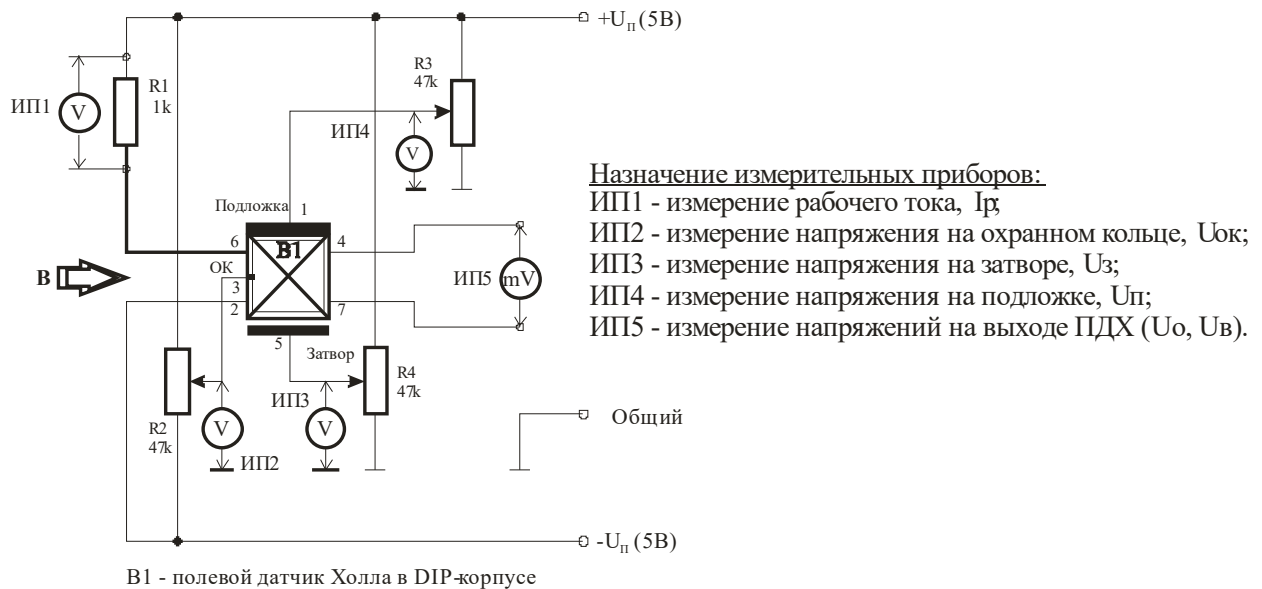 +Uп (5В)
R1
1k
ИП1
V
R3
47k
ИП4
V
Подложка
1
6
4
В1
ОК
3
В
2
7
ИП5
mV
5
Затвор
R4
47k
ИП3
V
R2
47k
V
ИП2
Общий
-Uп (5В)
В1 - полевой датчик Холла в DIP-корпусе
Назначение измерительных приборов:
ИП1 - измерение рабочего тока, Iр;
ИП2 - измерение напряжения на охранном кольце, Uок;
ИП3 - измерение напряжения на затворе, Uз;
ИП4 - измерение напряжения на подложке, Uп;
ИП5 - измерение напряжений на выходе ПДХ (Uо, Uв).